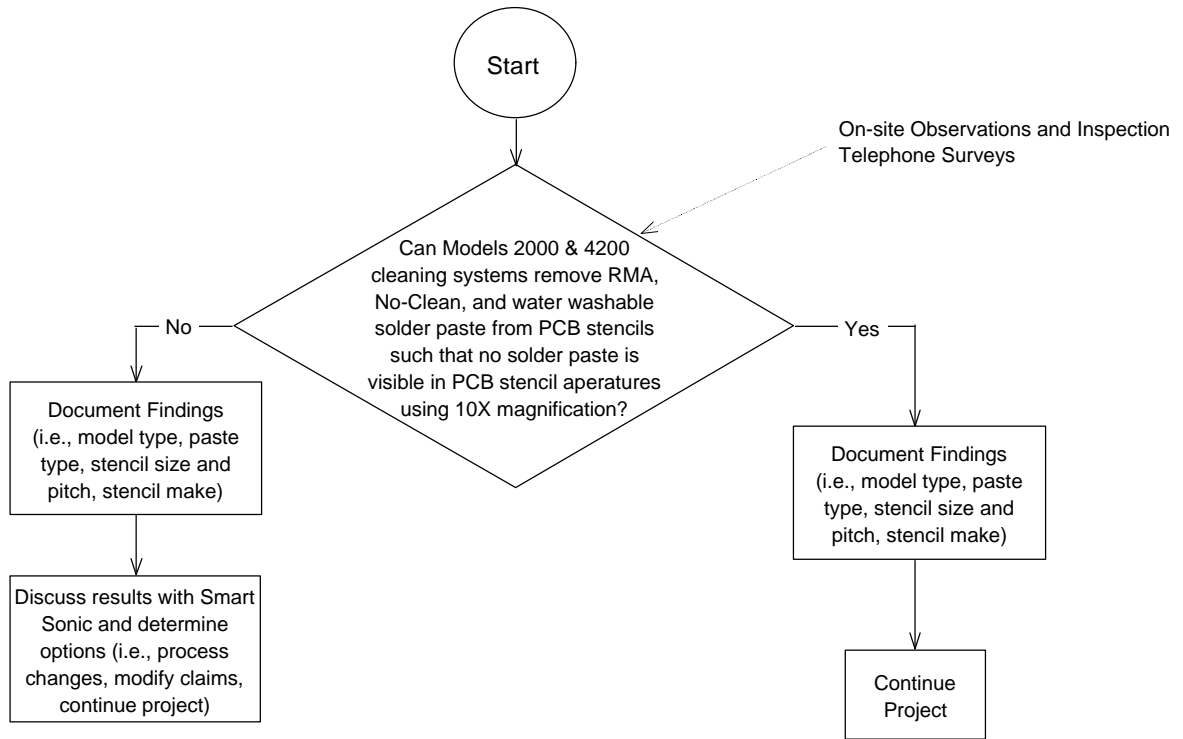 Start
On-site Observations and Inspection
Telephone Surveys
Can Models 2000 & 4200
cleaning systems remove RMA,
No-Clean, and water washable
solder paste from PCB stencils
such that no solder paste is
visible in PCB stencil aperatures
using 10X magnification?
No
Yes
Document Findings
(i.e., model type, paste
type, stencil size and
pitch, stencil make)
Discuss results with Smart
Sonic and determine
options (i.e., process
changes, modify claims,
continue project)
Document Findings
(i.e., model type, paste
type, stencil size and
pitch, stencil make)
Continue
Project